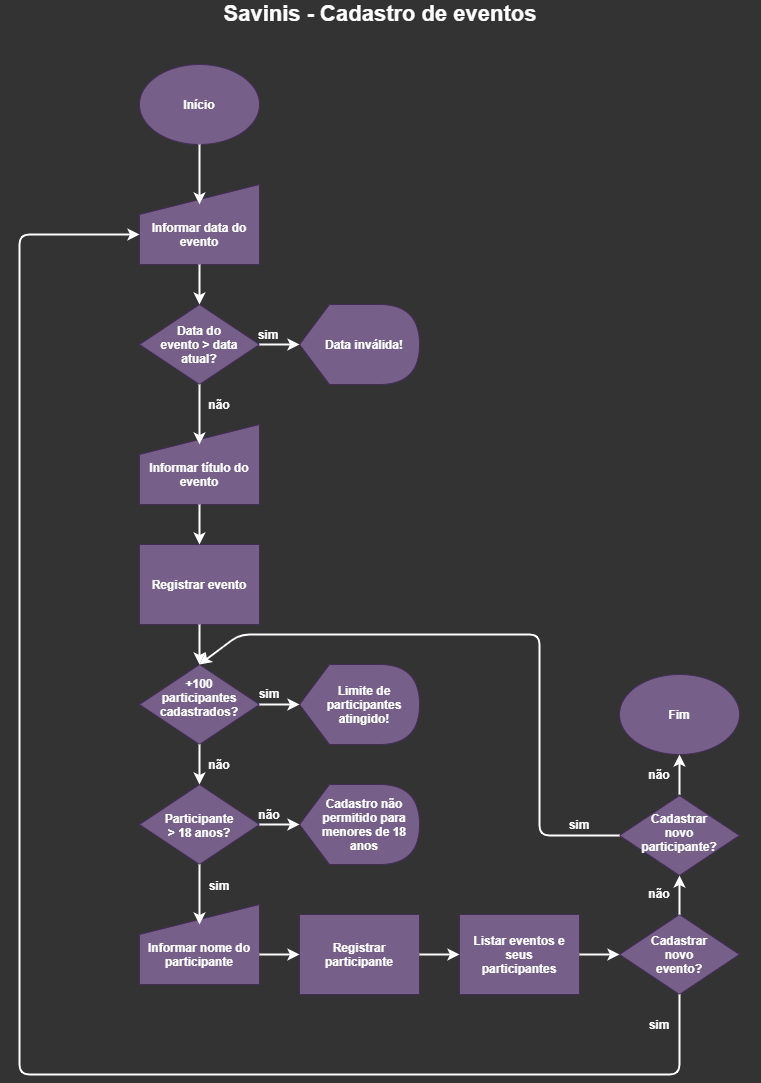 Savinis - Cadastro de eventos
Início
Informar data do
evento
Data do
evento > data
atual?
sim
Data inválida!
não
Informar título do
evento
Registrar evento
+100
participantes
cadastrados?
sim
Limite de
participantes
atingido!
não
Participante
> 18 anos?
não
Cadastro não
permitido para
menores de 18
anos
sim
Informar nome do
participante
Registrar
participante
Listar eventos e
seus
participantes
Cadastrar
novo
evento?
sim
não
Cadastrar
novo
participante?
sim
não
Fim